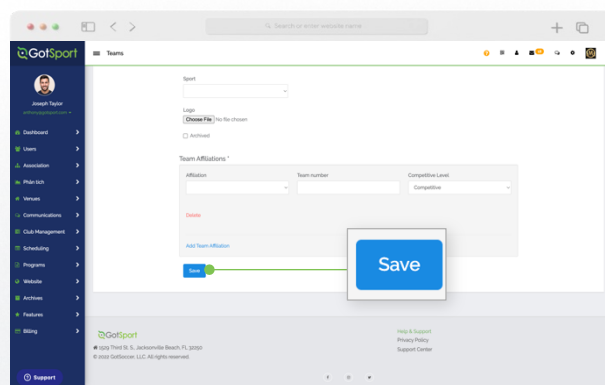 Search or enter website name
GotSport
Teams
Joseph Taylor
Dashboard
Users
Association
Phân tích
Venues
Communications
Club Management
Scheduling
Programs
Website
Archives
Features
Billing
Support
Sport
Logo
Choose File No file chosen
Archived
Team Affiliations *
Affiliation Team number Competitive Level
Competitive
Delete
Add Team Affiliation
Save
Save
GotSport
1529 Third St. S., Jacksonville Beach, FL 32250
© 2022 GotSoccer, LLC. All rights reserved.
Help & Support
Privacy Policy
Support Center